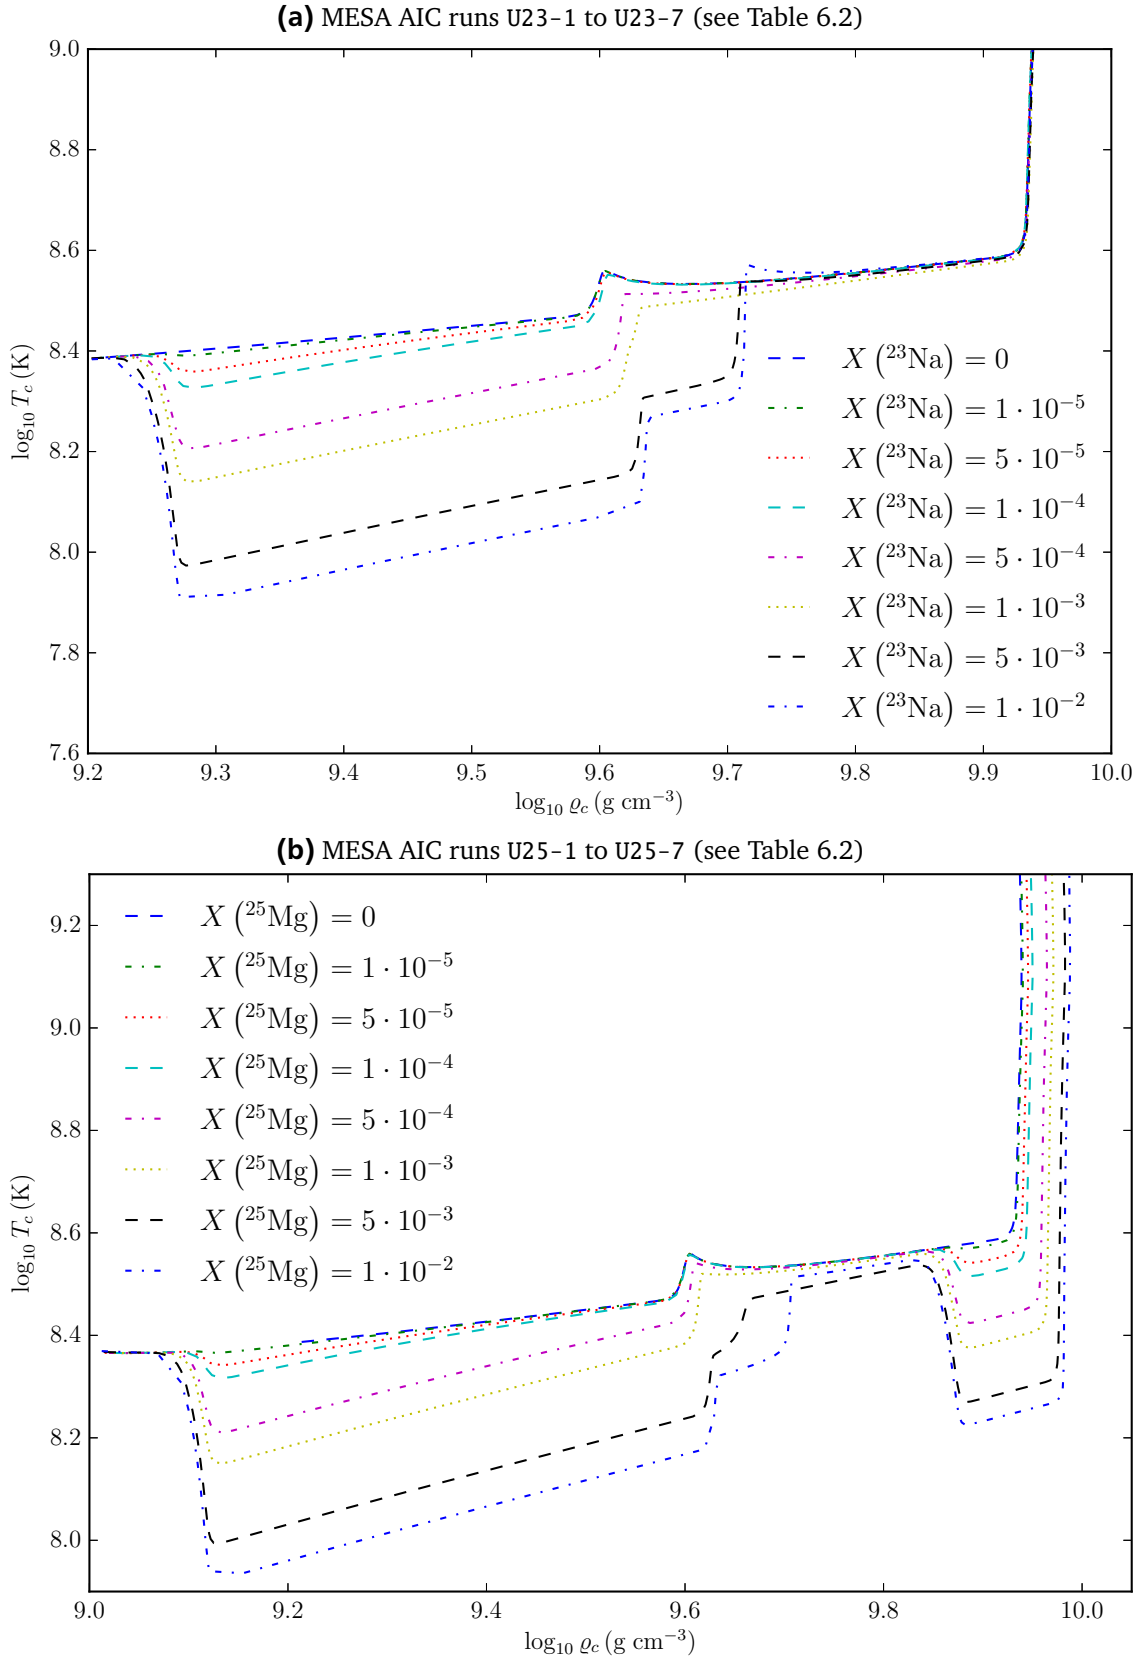 (a) MESA AIC runs U23-1 to U23-7 (see Table 6.2)
9.0
8.8
8.6
8.4
8.2
8.0
7.8
7.6
log₁₀ T_c (K)
X (²³Na) = 0
X (²³Na) = 1 · 10⁻⁵
X (²³Na) = 5 · 10⁻⁵
X (²³Na) = 1 · 10⁻⁴
X (²³Na) = 5 · 10⁻⁴
X (²³Na) = 1 · 10⁻³
X (²³Na) = 5 · 10⁻³
X (²³Na) = 1 · 10⁻²
9.2 9.3 9.4 9.5 9.6 9.7 9.8 9.9 10.0
log₁₀ ϱ_c (g cm⁻³)
(b) MESA AIC runs U25-1 to U25-7 (see Table 6.2)
9.2
9.0
8.8
8.6
8.4
8.2
8.0
log₁₀ T_c (K)
X (²⁵Mg) = 0
X (²⁵Mg) = 1 · 10⁻⁵
X (²⁵Mg) = 5 · 10⁻⁵
X (²⁵Mg) = 1 · 10⁻⁴
X (²⁵Mg) = 5 · 10⁻⁴
X (²⁵Mg) = 1 · 10⁻³
X (²⁵Mg) = 5 · 10⁻³
X (²⁵Mg) = 1 · 10⁻²
9.0 9.2 9.4 9.6 9.8 10.0
log₁₀ ϱ_c (g cm⁻³)